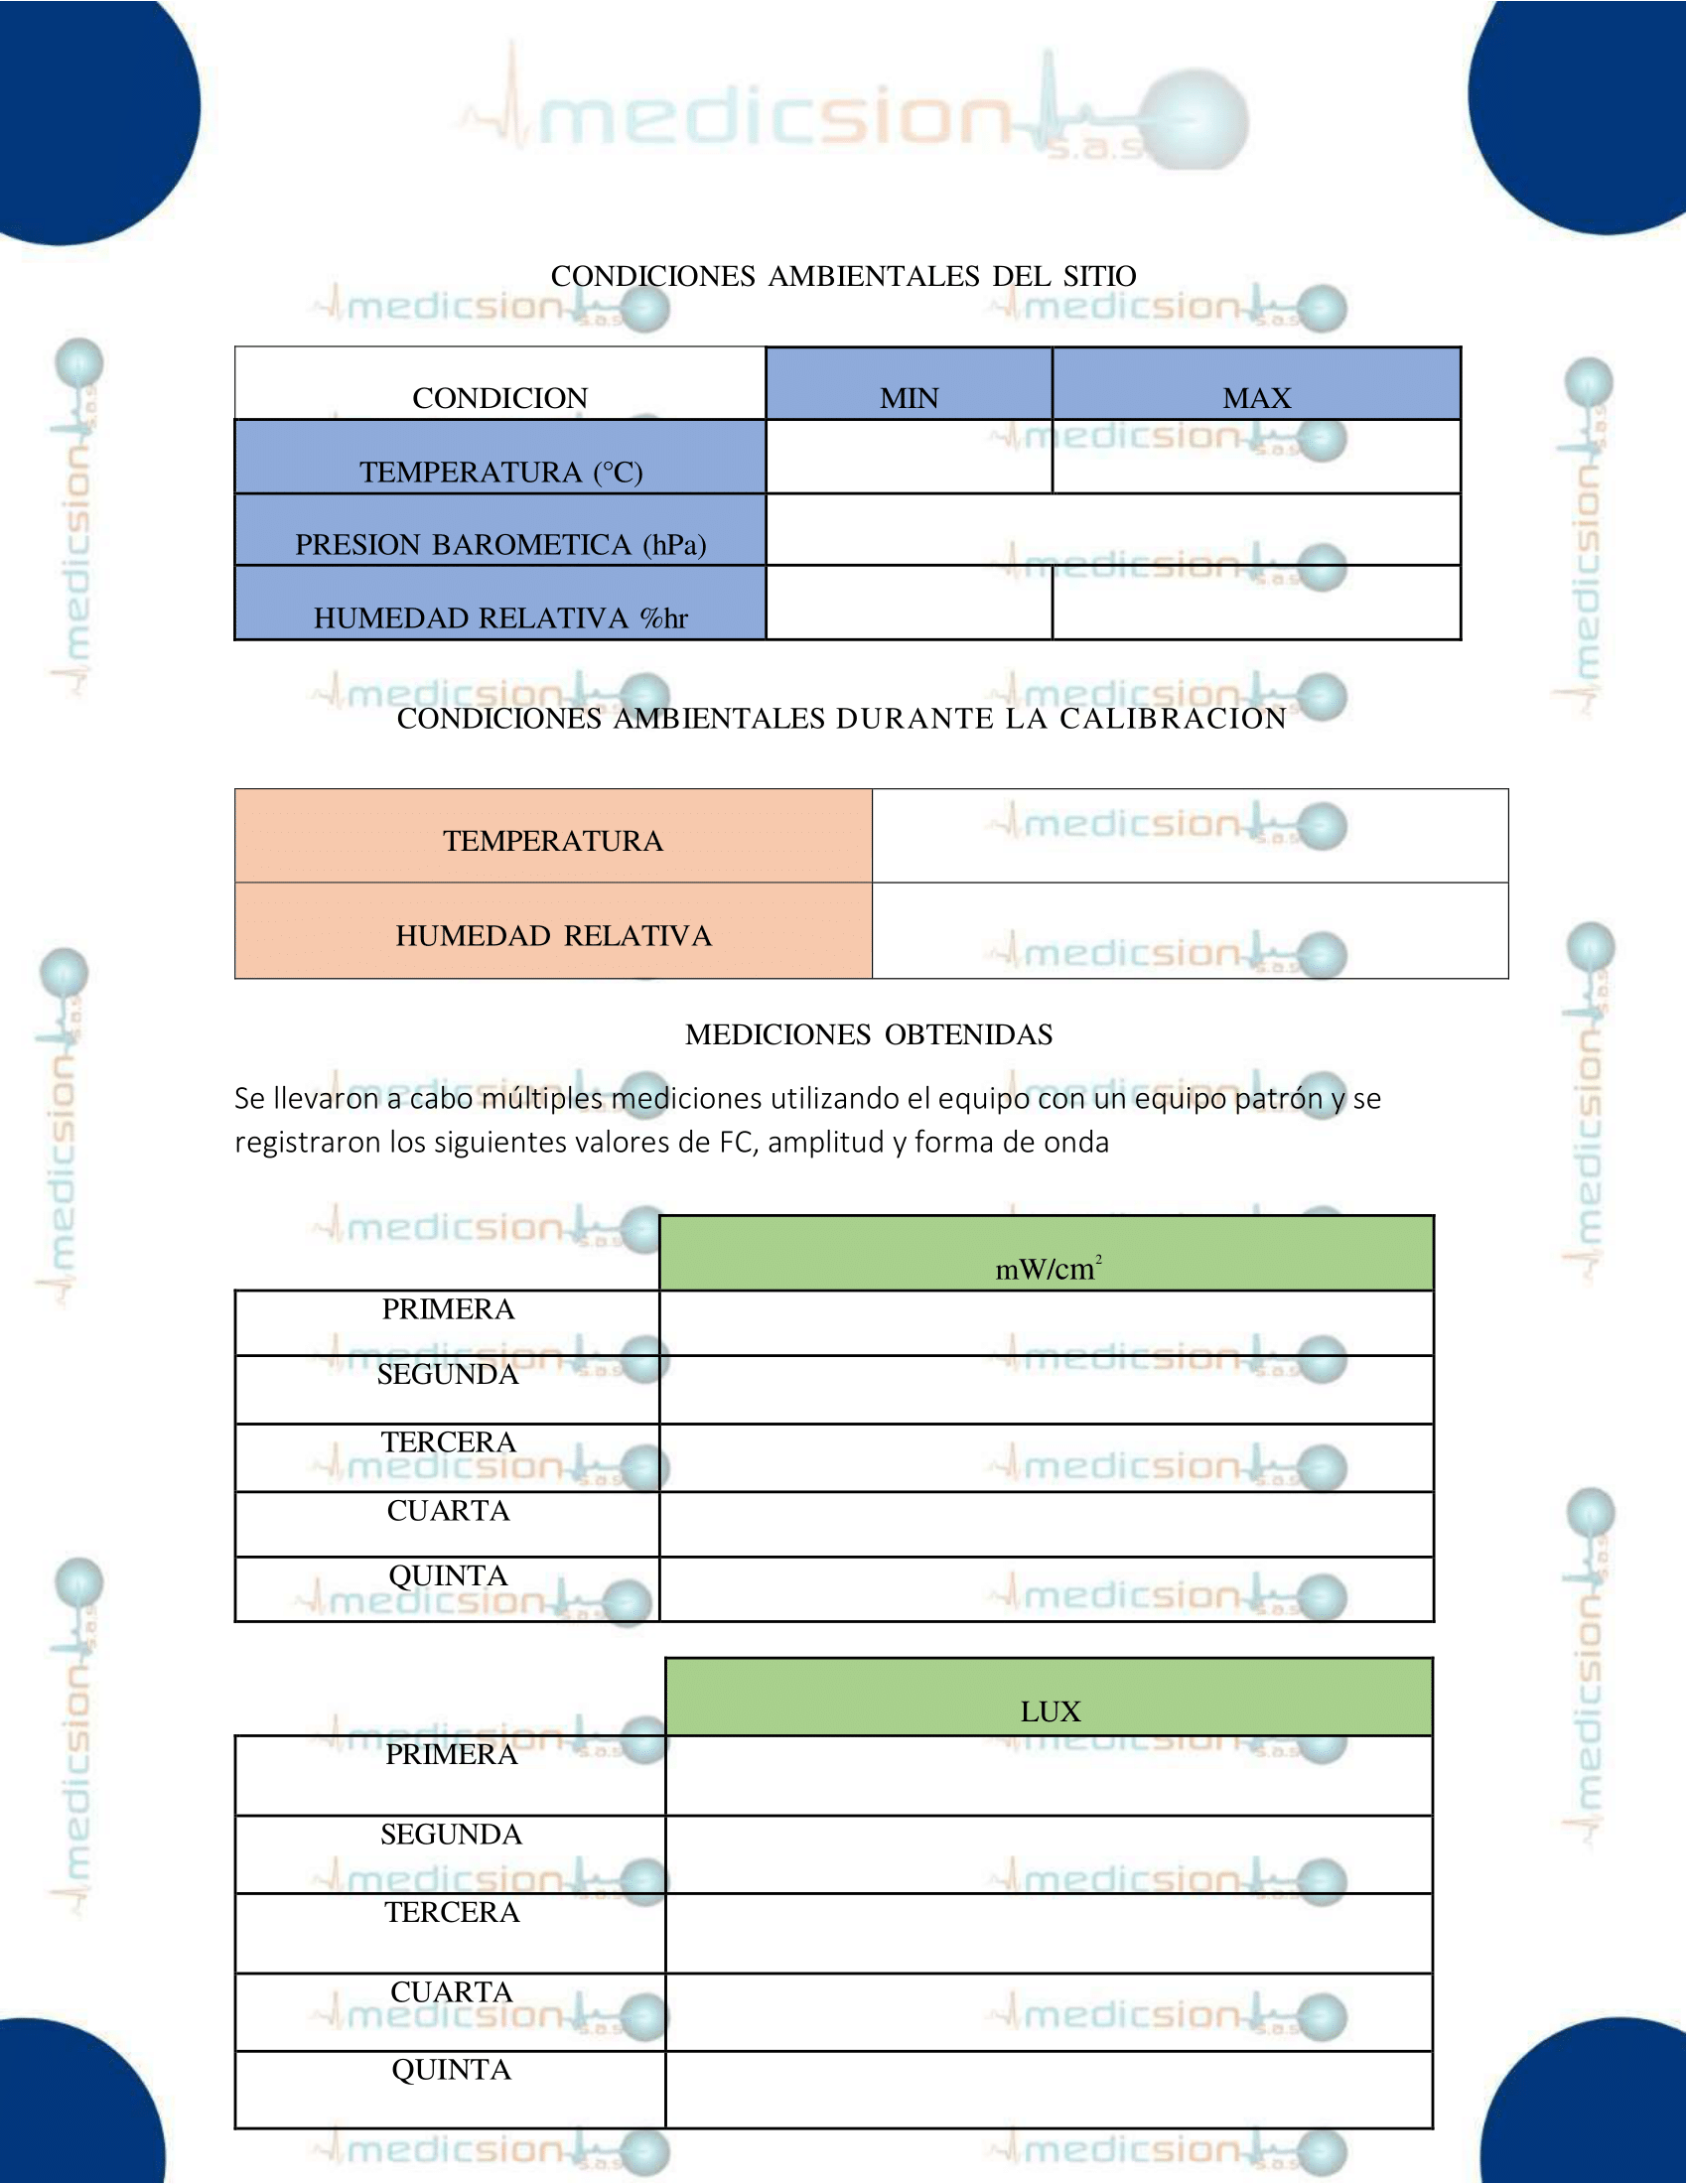 medicsion s.a.s
CONDICIONES AMBIENTALES DEL SITIO
CONDICION MIN MAX
TEMPERATURA (°C)
PRESION BAROMETICA (hPa)
HUMEDAD RELATIVA %hr
CONDICIONES AMBIENTALES DURANTE LA CALIBRACION
TEMPERATURA
HUMEDAD RELATIVA
MEDICIONES OBTENIDAS
Se llevaron a cabo múltiples mediciones utilizando el equipo con un equipo patrón y se
registraron los siguientes valores de FC, amplitud y forma de onda
mW/cm²
PRIMERA
SEGUNDA
TERCERA
CUARTA
QUINTA
LUX
PRIMERA
SEGUNDA
TERCERA
CUARTA
QUINTA